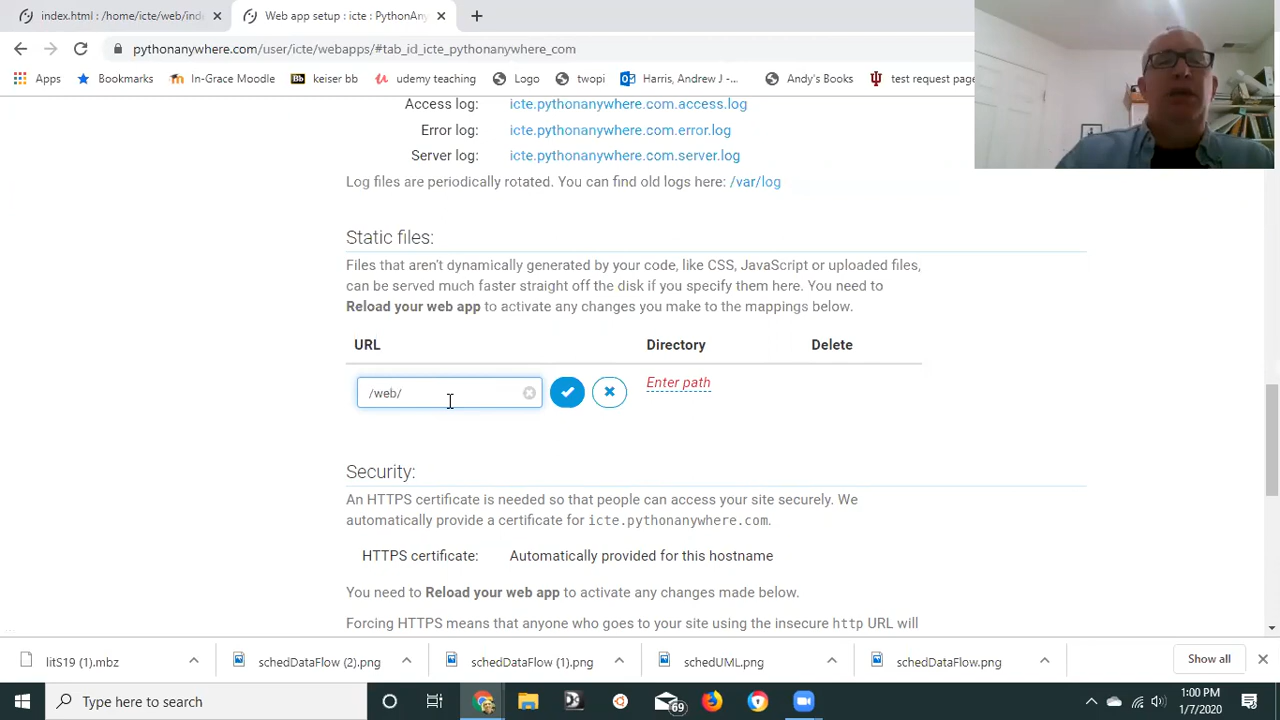 index.html : /home/icte/web/ind
Web app setup : icte : PythonAny
pythonanywhere.com/user/icte/webapps/#tab_id_icte_pythonanywhere_com
Apps
Bookmarks
In-Grace Moodle
Bb
keiser bb
udemy teaching
Logo
twopi
Harris, Andrew J -...
Andy's Books
test request page
Access log:
icte.pythonanywhere.com.access.log
Error log:
icte.pythonanywhere.com.error.log
Server log:
icte.pythonanywhere.com.server.log
Log files are periodically rotated. You can find old logs here: /var/log
Static files:
Files that aren't dynamically generated by your code, like CSS, JavaScript or uploaded files,
can be served much faster straight off the disk if you specify them here. You need to
Reload your web app to activate any changes you make to the mappings below.
URL
Directory
Delete
/web/
Enter path
Security:
An HTTPS certificate is needed so that people can access your site securely. We
automatically provide a certificate for icte.pythonanywhere.com.
HTTPS certificate:
Automatically provided for this hostname
You need to Reload your web app to activate any changes made below.
Forcing HTTPS means that anyone who goes to your site using the insecure http URL will
litS19 (1).mbz
schedDataFlow (2).png
schedDataFlow (1).png
schedUML.png
schedDataFlow.png
Show all
Type here to search
69
1:00 PM
1/7/2020